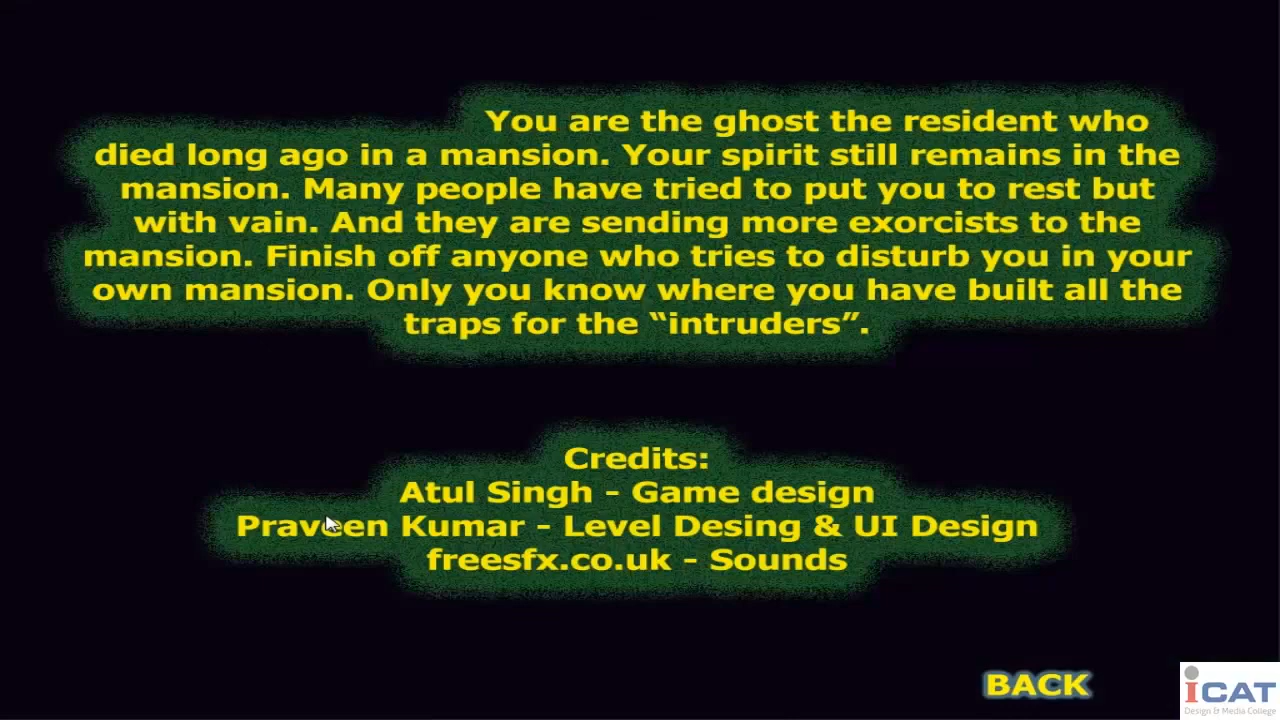 You are the ghost the resident who
died long ago in a mansion. Your spirit still remains in the
mansion. Many people have tried to put you to rest but
with vain. And they are sending more exorcists to the
mansion. Finish off anyone who tries to disturb you in your
own mansion. Only you know where you have built all the
traps for the “intruders”.
Credits:
Atul Singh - Game design
Praveen Kumar - Level Desing & UI Design
freesfx.co.uk - Sounds
BACK
iCAT
Design & Media College